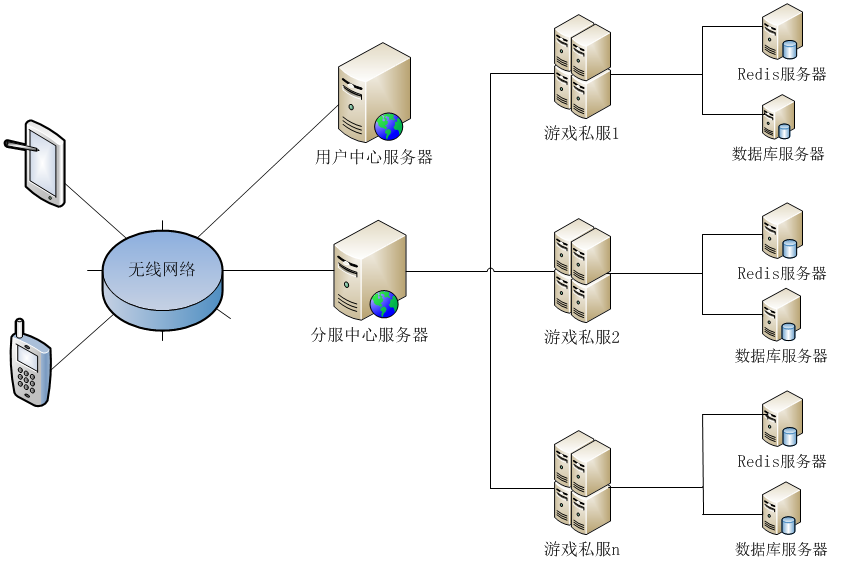 无线网络
用户中心服务器
分服中心服务器
游戏私服1
Redis服务器
数据库服务器
游戏私服2
Redis服务器
数据库服务器
游戏私服n
Redis服务器
数据库服务器